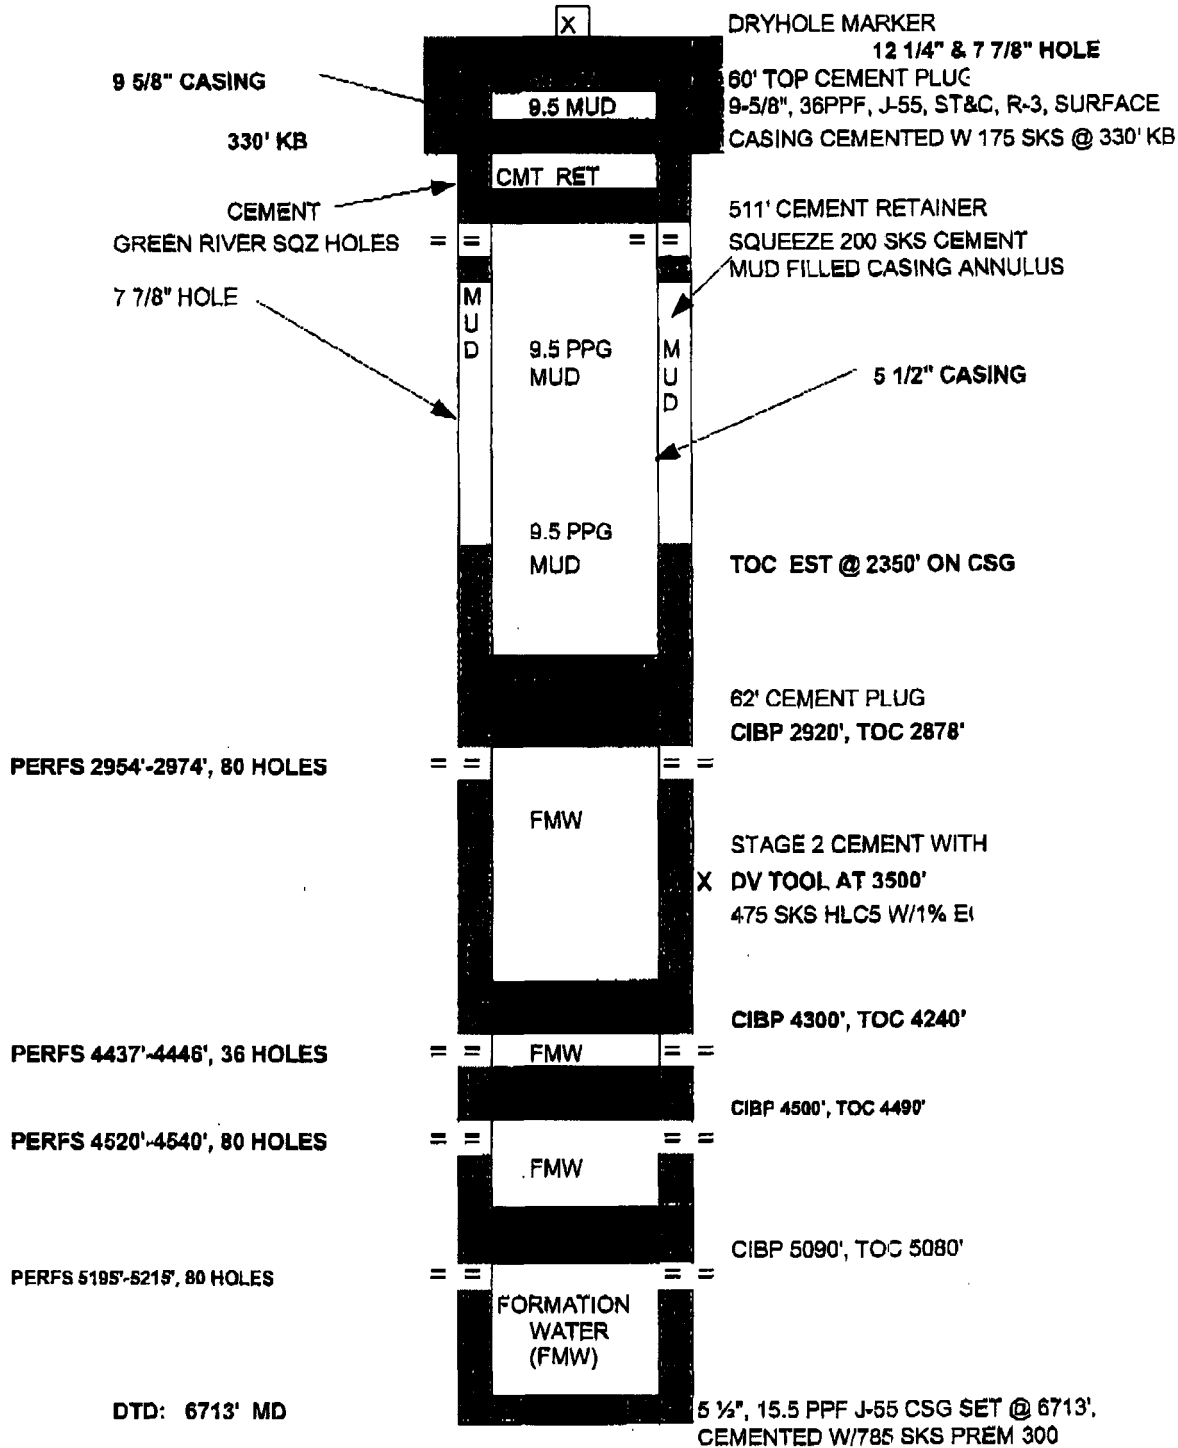 X
DRYHOLE MARKER
12 1/4" & 7 7/8" HOLE
9 5/8" CASING
60' TOP CEMENT PLUG
9.5 MUD
9-5/8", 36PPF, J-55, ST&C, R-3, SURFACE
330' KB
CASING CEMENTED W 175 SKS @ 330' KB
CMT RET
CEMENT
511' CEMENT RETAINER
GREEN RIVER SQZ HOLES
= =
= =
SQUEEZE 200 SKS CEMENT
MUD FILLED CASING ANNULUS
7 7/8" HOLE
MUD
9.5 PPG
MUD
MUD
5 1/2" CASING
9.5 PPG
MUD
TOC EST @ 2350' ON CSG
62' CEMENT PLUG
CIBP 2920', TOC 2878'
PERFS 2954'-2974', 80 HOLES
= =
= =
FMW
STAGE 2 CEMENT WITH
X DV TOOL AT 3500'
475 SKS HLC5 W/1%
CIBP 4300', TOC 4240'
PERFS 4437'-4446', 36 HOLES
= =
FMW
= =
CIBP 4500', TOC 4490'
PERFS 4520'-4540', 80 HOLES
= =
= =
FMW
CIBP 5090', TOC 5080'
PERFS 5195'-5215', 80 HOLES
= =
= =
FORMATION
WATER
(FMW)
DTD: 6713' MD
5 ½", 15.5 PPF J-55 CSG SET @ 6713',
CEMENTED W/785 SKS PREM 300